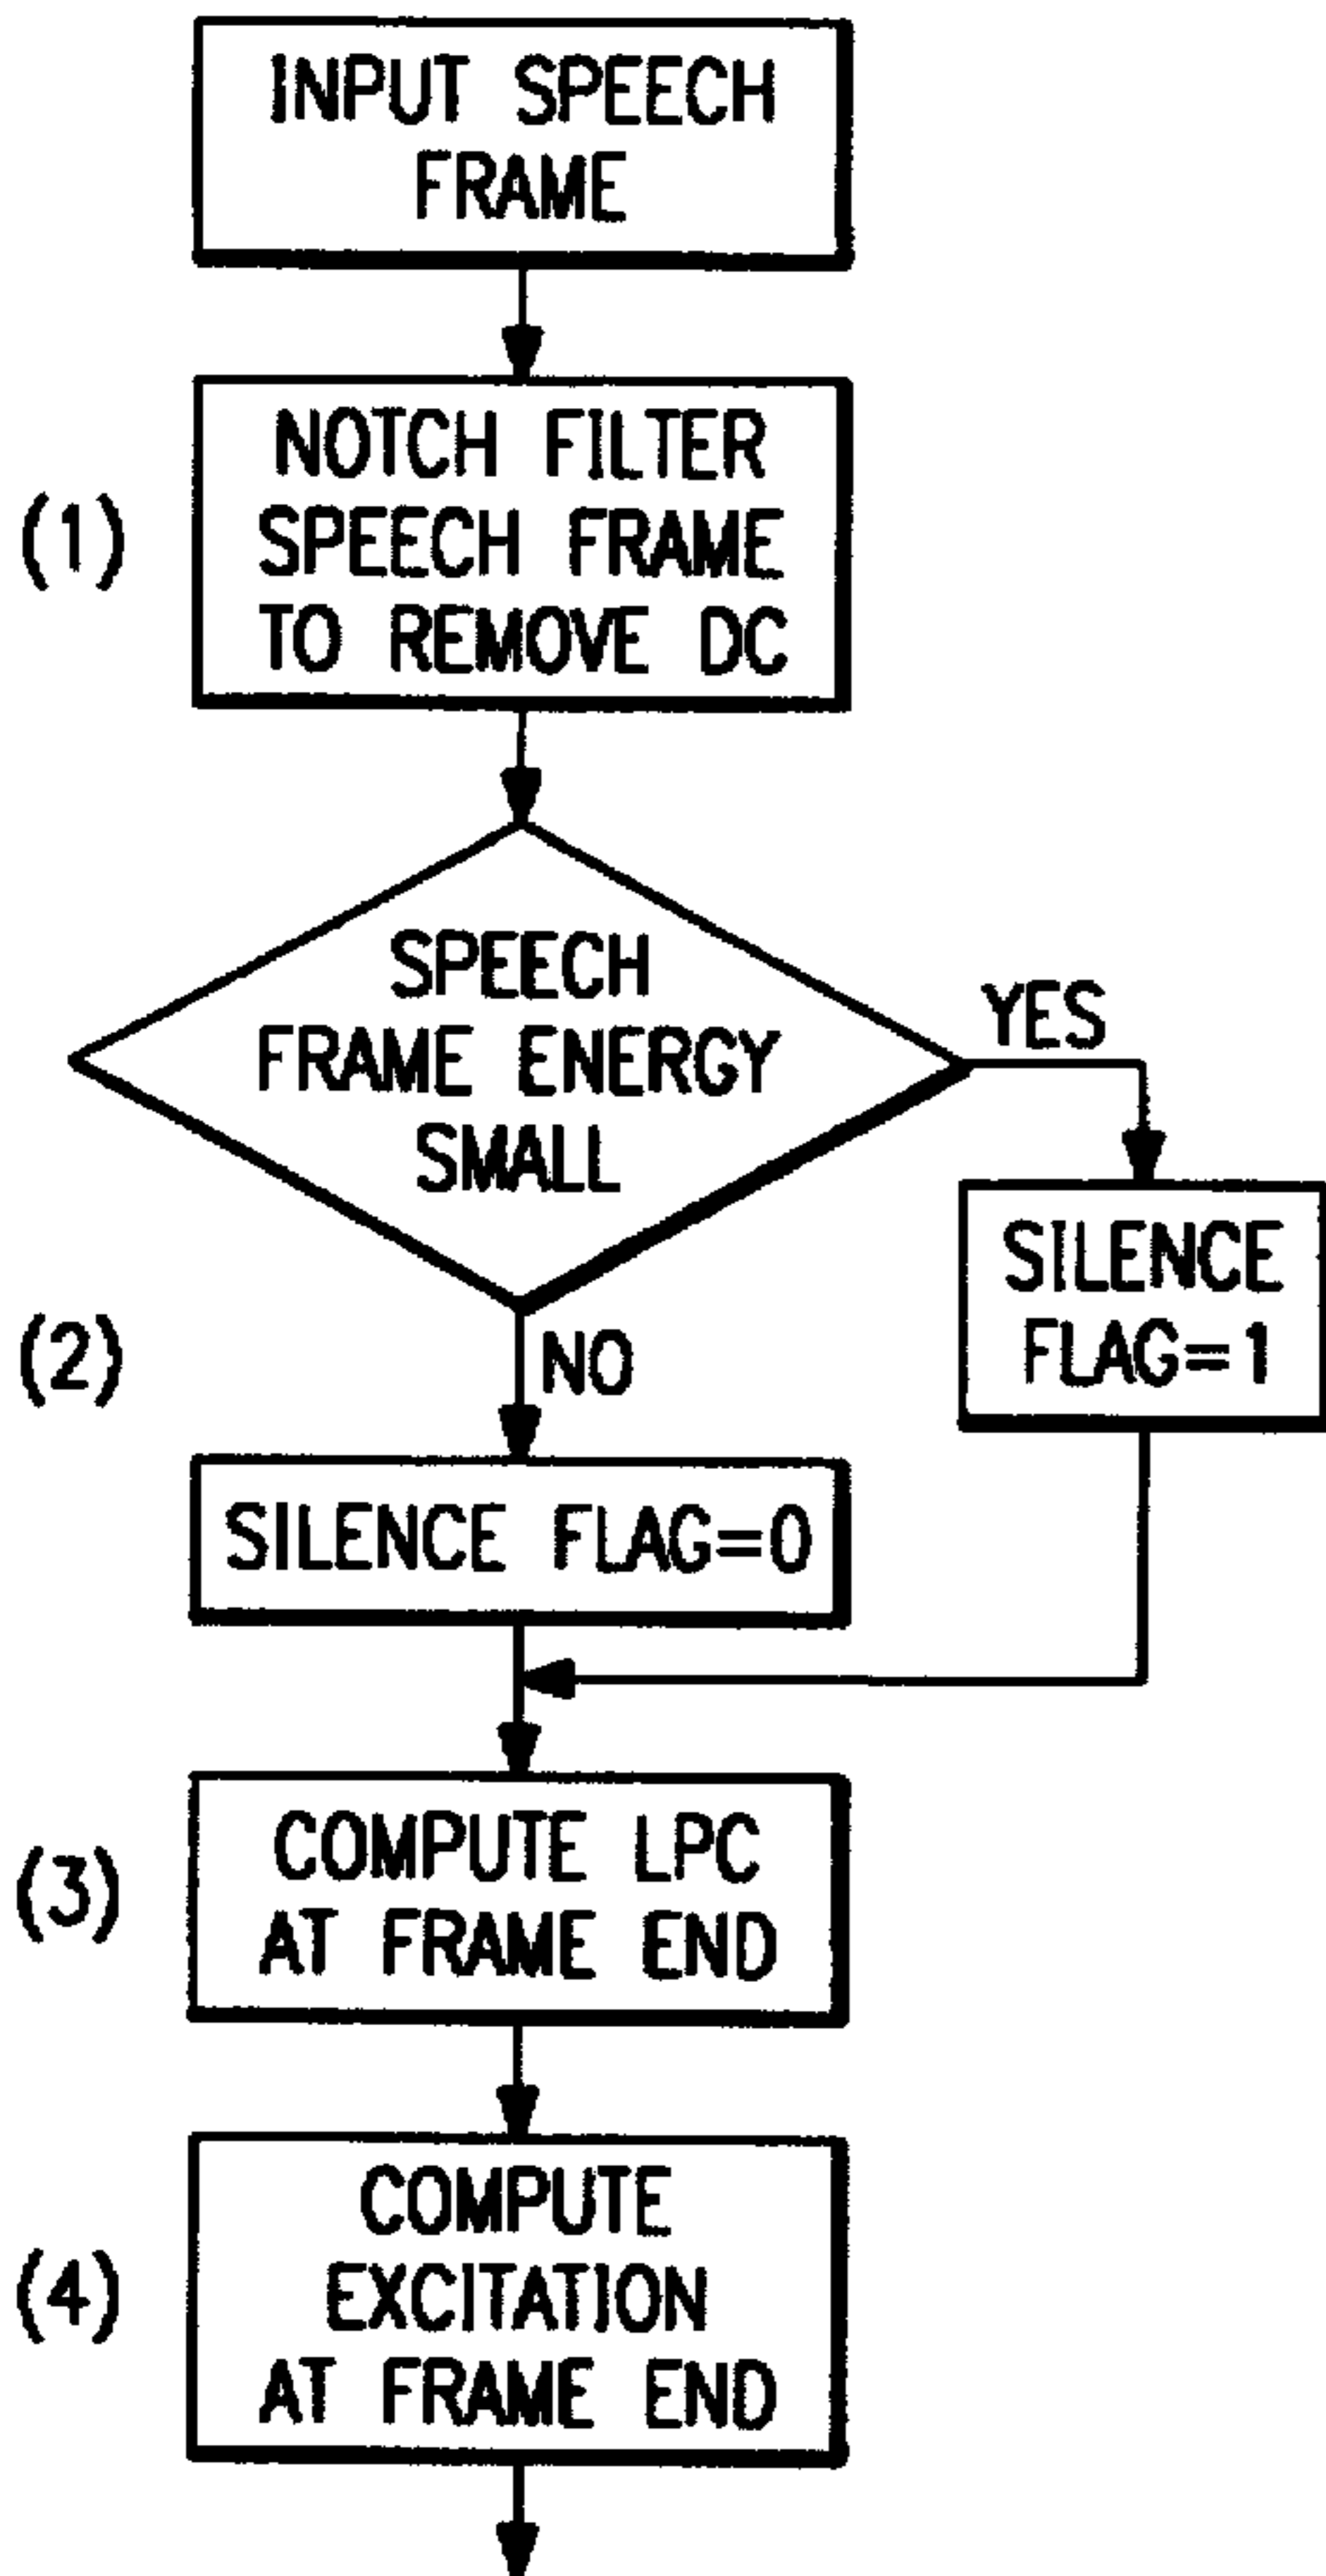 INPUT SPEECH
FRAME
(1)
NOTCH FILTER
SPEECH FRAME
TO REMOVE DC
SPEECH
FRAME ENERGY
SMALL
YES
SILENCE
FLAG=1
(2)
NO
SILENCE FLAG=0
(3)
COMPUTE LPC
AT FRAME END
(4)
COMPUTE
EXCITATION
AT FRAME END